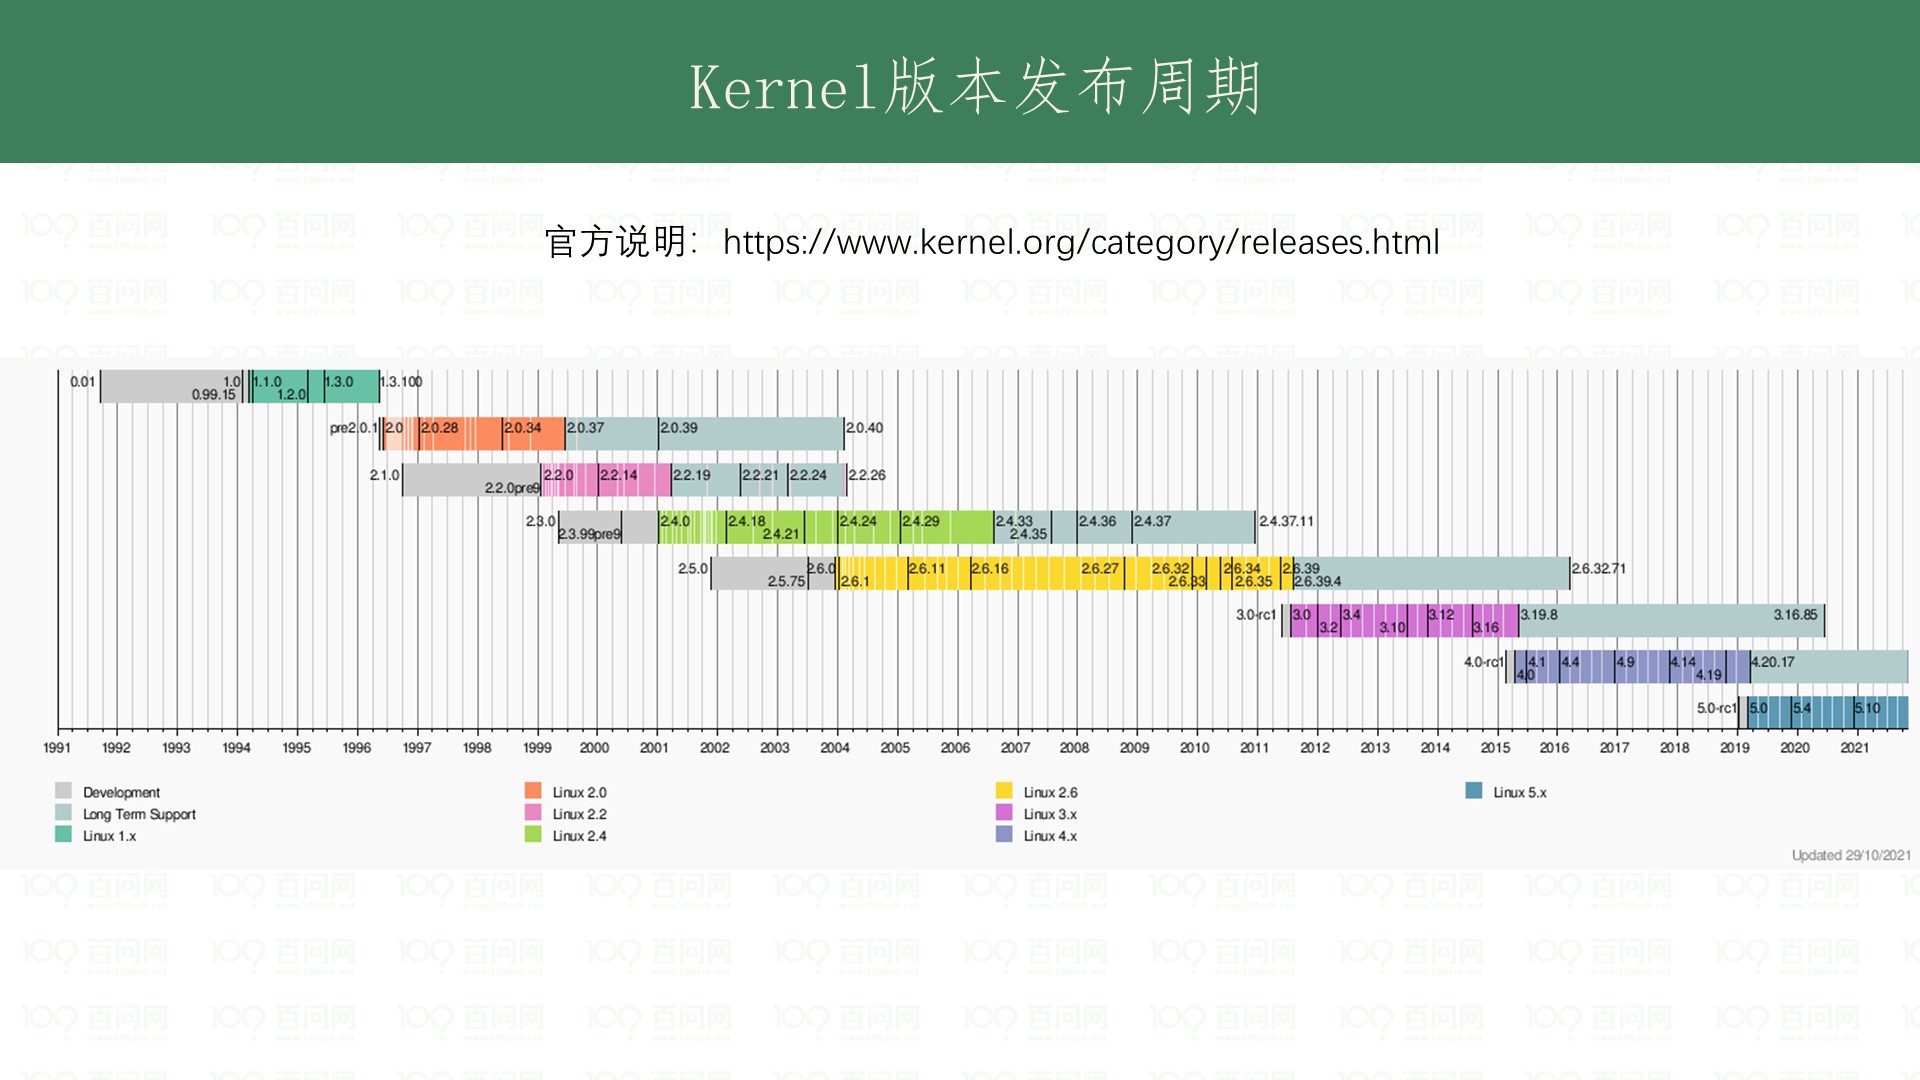 Kernel版本发布周期
官方说明：https://www.kernel.org/category/releases.html
0.01 1.0 1.1.0 1.3.0 1.3.100
0.99.15 1.2.0
pre2.0.1 2.0 2.0.28 2.0.34 2.0.37 2.0.39 2.0.40
2.1.0 2.2.0 2.2.14 2.2.19 2.2.21 2.2.24 2.2.26
2.2.0pre9
2.3.0 2.4.0 2.4.18 2.4.24 2.4.29 2.4.33 2.4.36 2.4.37 2.4.37.11
2.3.99pre9 2.4.21 2.4.35
2.5.0 2.6.0 2.6.11 2.6.16 2.6.27 2.6.32 2.6.34 2.6.39 2.6.32.71
2.5.75 2.6.1 2.6.33 2.6.35 2.6.39.4
3.0-rc1 3.0 3.4 3.12 3.19.8 3.16.85
3.2 3.10 3.16
4.0-rc1 4.1 4.4 4.9 4.14 4.20.17
4.0 4.19
5.0-rc1 5.0 5.4 5.10
1991 1992 1993 1994 1995 1996 1997 1998 1999 2000 2001 2002 2003 2004 2005 2006 2007 2008 2009 2010 2011 2012 2013 2014 2015 2016 2017 2018 2019 2020 2021
Development Linux 2.0 Linux 2.6 Linux 5.x
Long Term Support Linux 2.2 Linux 3.x
Linux 1.x Linux 2.4 Linux 4.x
Updated 29/10/2021
百问网
www.100ask.net